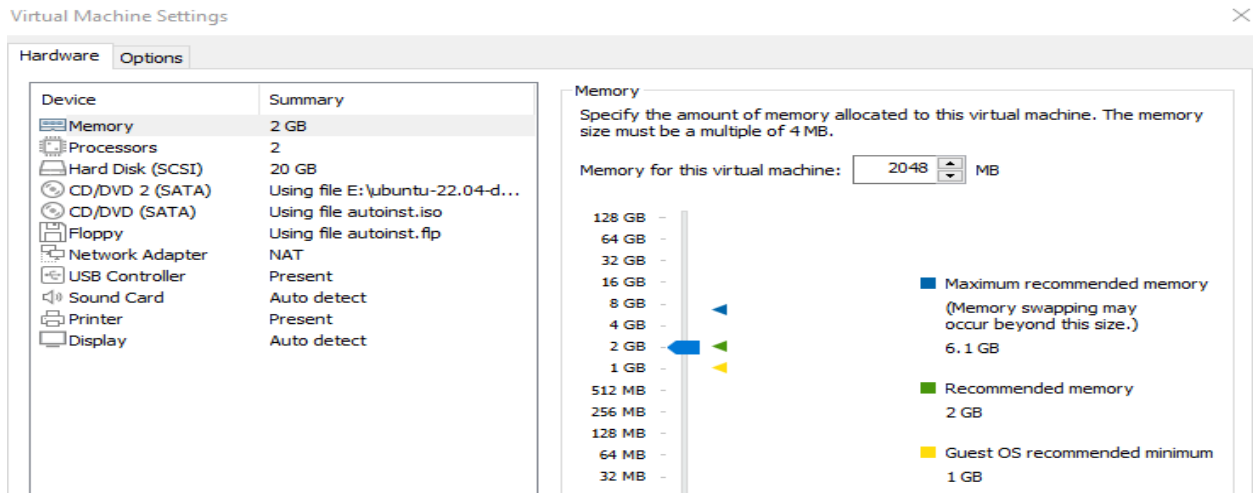 Virtual Machine Settings
Hardware Options
Device Summary
Memory 2 GB
Processors 2
Hard Disk (SCSI) 20 GB
CD/DVD 2 (SATA) Using file E:\ubuntu-22.04-d...
CD/DVD (SATA) Using file autoinst.iso
Floppy Using file autoinst.flp
Network Adapter NAT
USB Controller Present
Sound Card Auto detect
Printer Present
Display Auto detect
Memory
Specify the amount of memory allocated to this virtual machine. The memory
size must be a multiple of 4 MB.
Memory for this virtual machine: 2048 MB
128 GB
64 GB
32 GB
16 GB
8 GB
4 GB
2 GB
1 GB
512 MB
256 MB
128 MB
64 MB
32 MB
Maximum recommended memory
(Memory swapping may
occur beyond this size.)
6.1 GB
Recommended memory
2 GB
Guest OS recommended minimum
1 GB